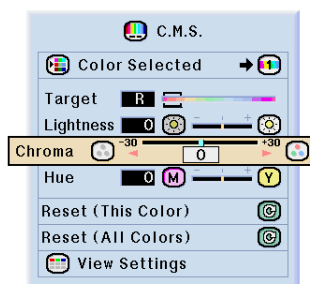 C.M.S.
Color Selected 1
Target R
Lightness 0 - +
Chroma -30 0 +30
Hue 0 M - + Y
Reset (This Color)
Reset (All Colors)
View Settings